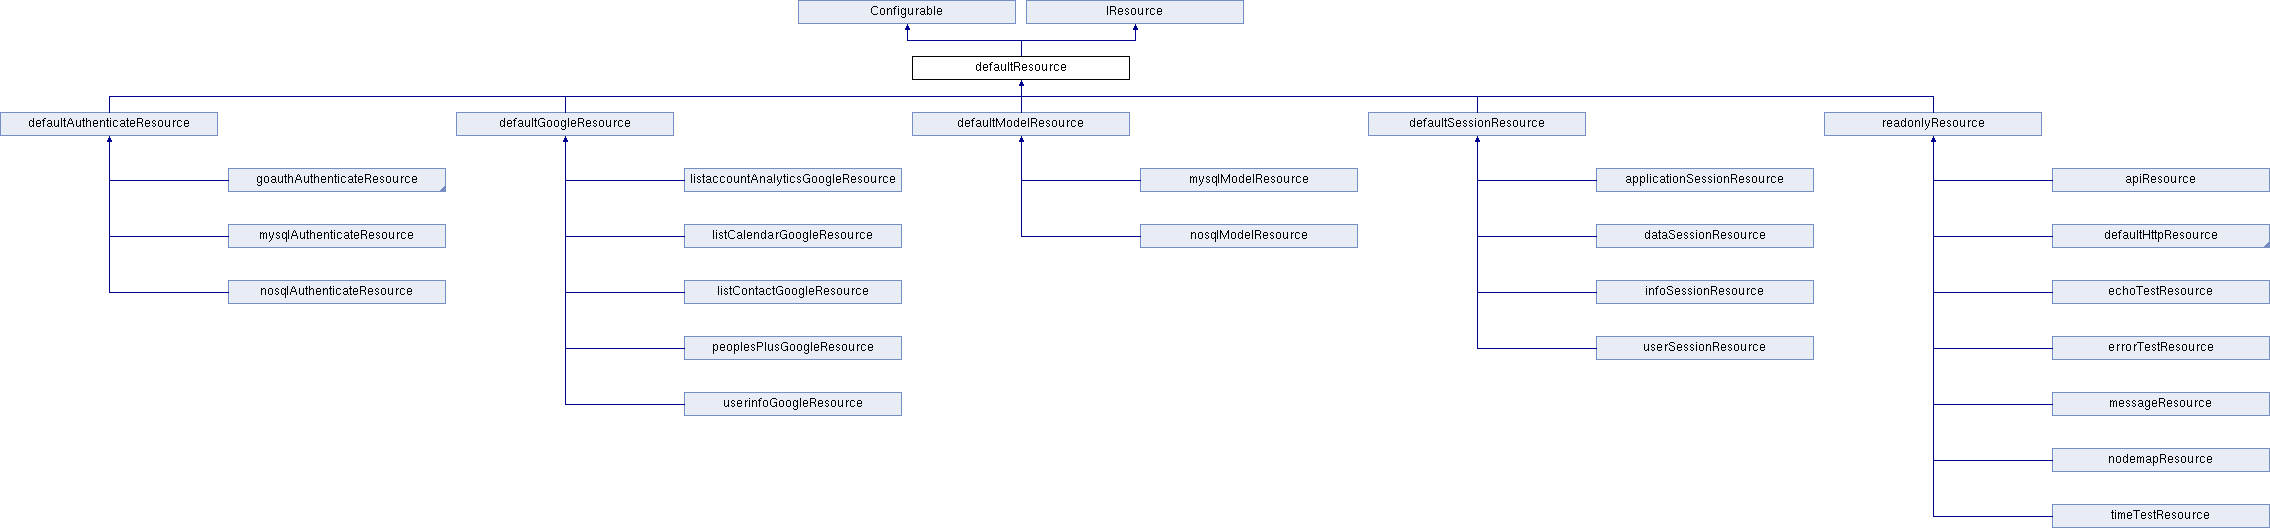 Configurable
IResource
defaultResource
defaultAuthenticateResource
defaultGoogleResource
defaultModelResource
defaultSessionResource
readonlyResource
goauthAuthenticateResource
listaccountAnalyticsGoogleResource
mysqlModelResource
applicationSessionResource
apiResource
mysqlAuthenticateResource
listCalendarGoogleResource
nosqlModelResource
dataSessionResource
defaultHttpResource
nosqlAuthenticateResource
listContactGoogleResource
infoSessionResource
echoTestResource
peoplesPlusGoogleResource
userSessionResource
errorTestResource
userinfoGoogleResource
messageResource
nodemapResource
timeTestResource